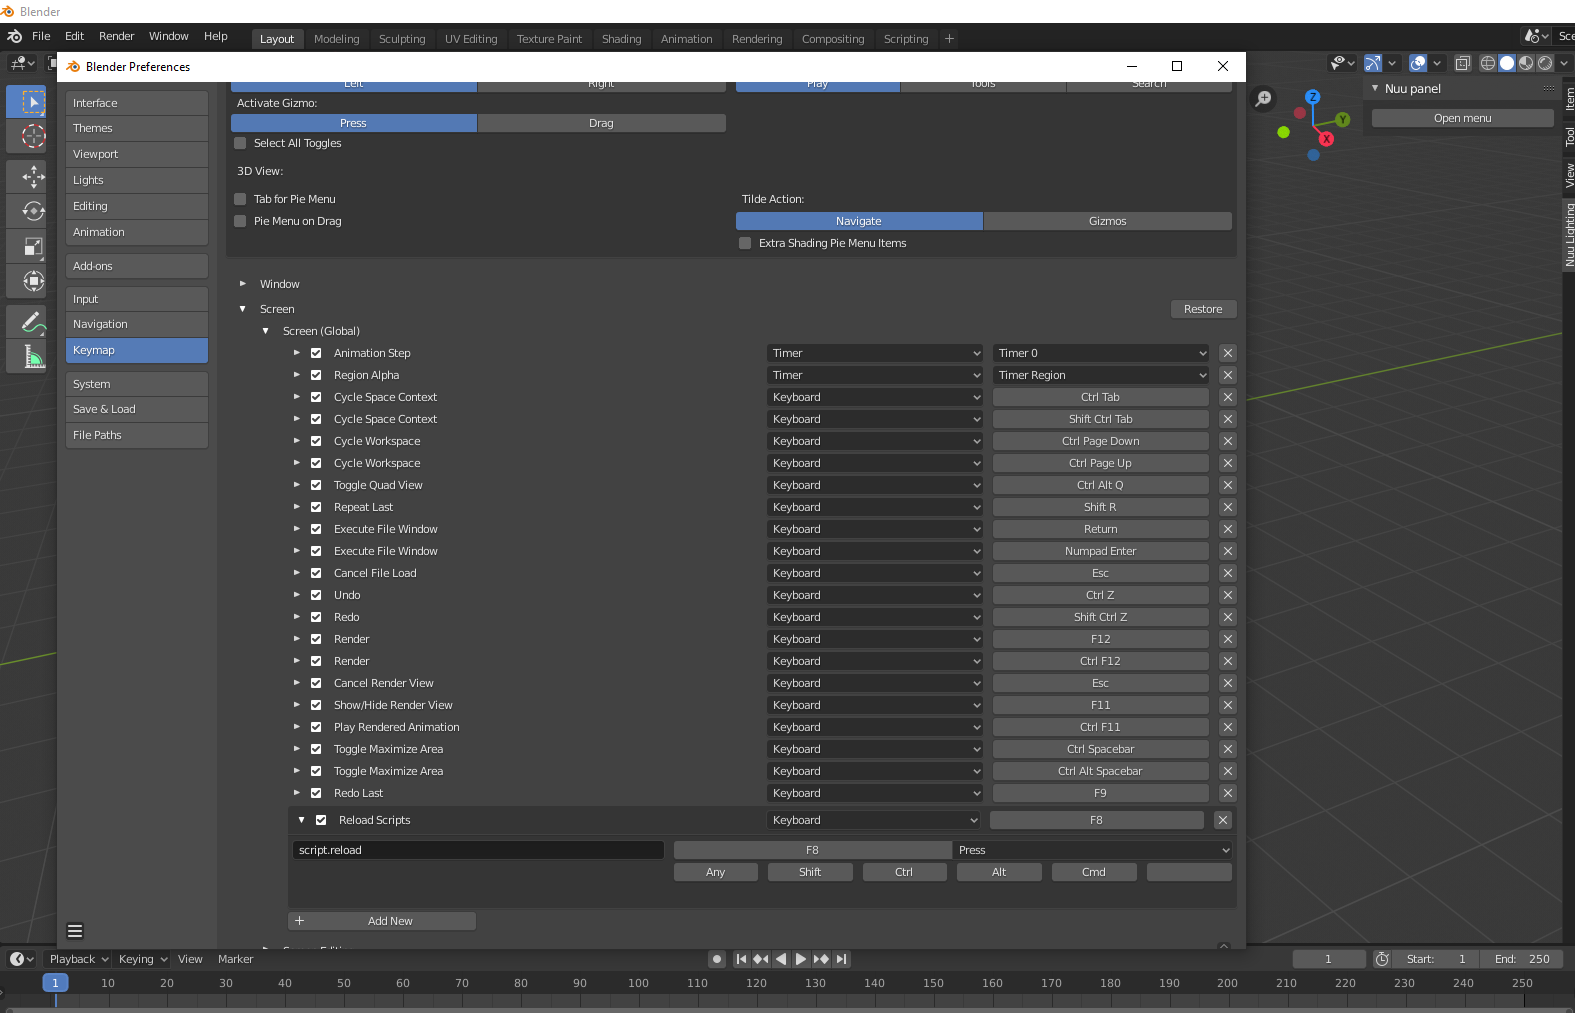 Blender
File Edit Render Window Help Layout Modeling Sculpting UV Editing Texture Paint Shading Animation Rendering Compositing Scripting + Sce
Blender Preferences
Left Right Play Tools Search
Interface
Themes
Viewport
Lights
Editing
Animation
Add-ons
Input
Navigation
Keymap
System
Save & Load
File Paths
Activate Gizmo:
Press Drag
Select All Toggles
3D View:
Tab for Pie Menu Tilde Action:
Pie Menu on Drag Navigate Gizmos
Extra Shading Pie Menu Items
Window
Screen Restore
Screen (Global)
Animation Step Timer Timer 0
Region Alpha Timer Timer Region
Cycle Space Context Keyboard Ctrl Tab
Cycle Space Context Keyboard Shift Ctrl Tab
Cycle Workspace Keyboard Ctrl Page Down
Cycle Workspace Keyboard Ctrl Page Up
Toggle Quad View Keyboard Ctrl Alt Q
Repeat Last Keyboard Shift R
Execute File Window Keyboard Return
Execute File Window Keyboard Numpad Enter
Cancel File Load Keyboard Esc
Undo Keyboard Ctrl Z
Redo Keyboard Shift Ctrl Z
Render Keyboard F12
Render Keyboard Ctrl F12
Cancel Render View Keyboard Esc
Show/Hide Render View Keyboard F11
Play Rendered Animation Keyboard Ctrl F11
Toggle Maximize Area Keyboard Ctrl Spacebar
Toggle Maximize Area Keyboard Ctrl Alt Spacebar
Redo Last Keyboard F9
Reload Scripts Keyboard F8
script.reload F8 Press
Any Shift Ctrl Alt Cmd
+ Add New
Z
Y
X
Nuu panel
Open menu
Item
Tool
View
Nuu Lighting
Playback Keying View Marker 1 Start: 1 End: 250
1 10 20 30 40 50 60 70 80 90 100 110 120 130 140 150 160 170 180 190 200 210 220 230 240 250